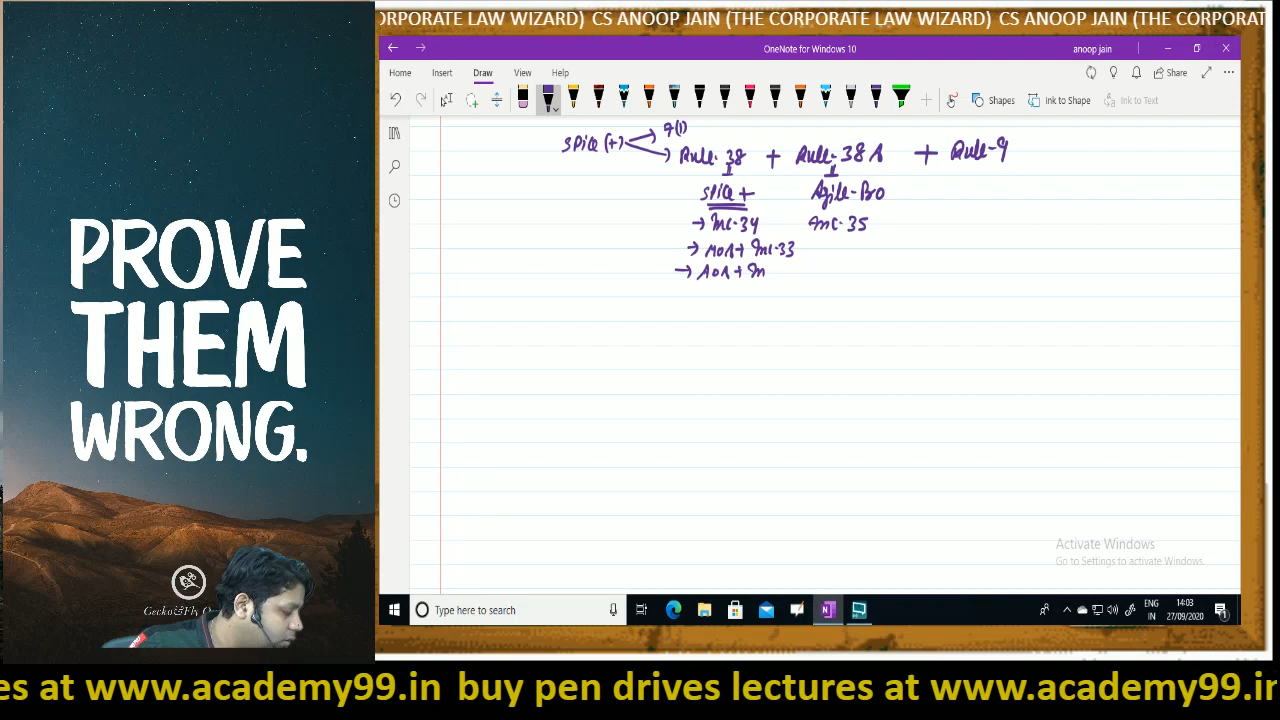 ORPORATE LAW WIZARD) CS ANOOP JAIN (THE CORPORATE LAW WIZARD) CS ANOOP JAIN (THE CORPORAT
OneNote for Windows 10
anoop jain
Home Insert Draw View Help
Share
Shapes
Ink to Shape
Ink to Text
7(1)
SPice (+)
Rule-38 + Rule-38A + Rule-9
SPice + Agile-Pro
→ INC-34 INC-35
→ MOA + INC-33
→ AOA + In
PROVE
THEM
WRONG.
Activate Windows
Go to Settings to activate Windows.
Type here to search
ENG
IN
14:03
27/09/2020
es at www.academy99.in buy pen drives lectures at www.academy99.in